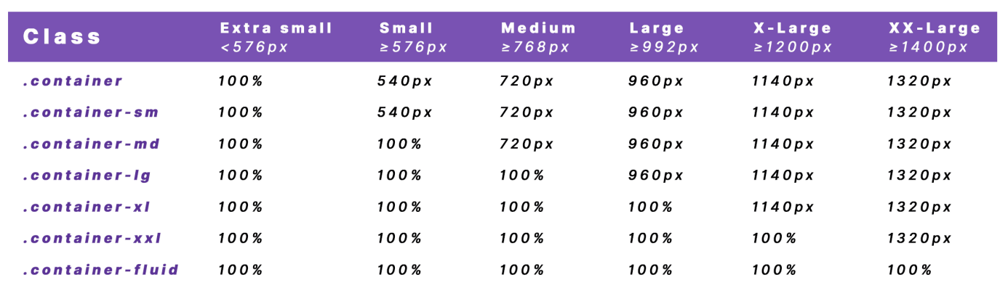 Class Extra small Small Medium Large X-Large XX-Large
<576px ≥576px ≥768px ≥992px ≥1200px ≥1400px
.container 100% 540px 720px 960px 1140px 1320px
.container-sm 100% 540px 720px 960px 1140px 1320px
.container-md 100% 100% 720px 960px 1140px 1320px
.container-lg 100% 100% 100% 960px 1140px 1320px
.container-xl 100% 100% 100% 100% 1140px 1320px
.container-xxl 100% 100% 100% 100% 100% 1320px
.container-fluid 100% 100% 100% 100% 100% 100%